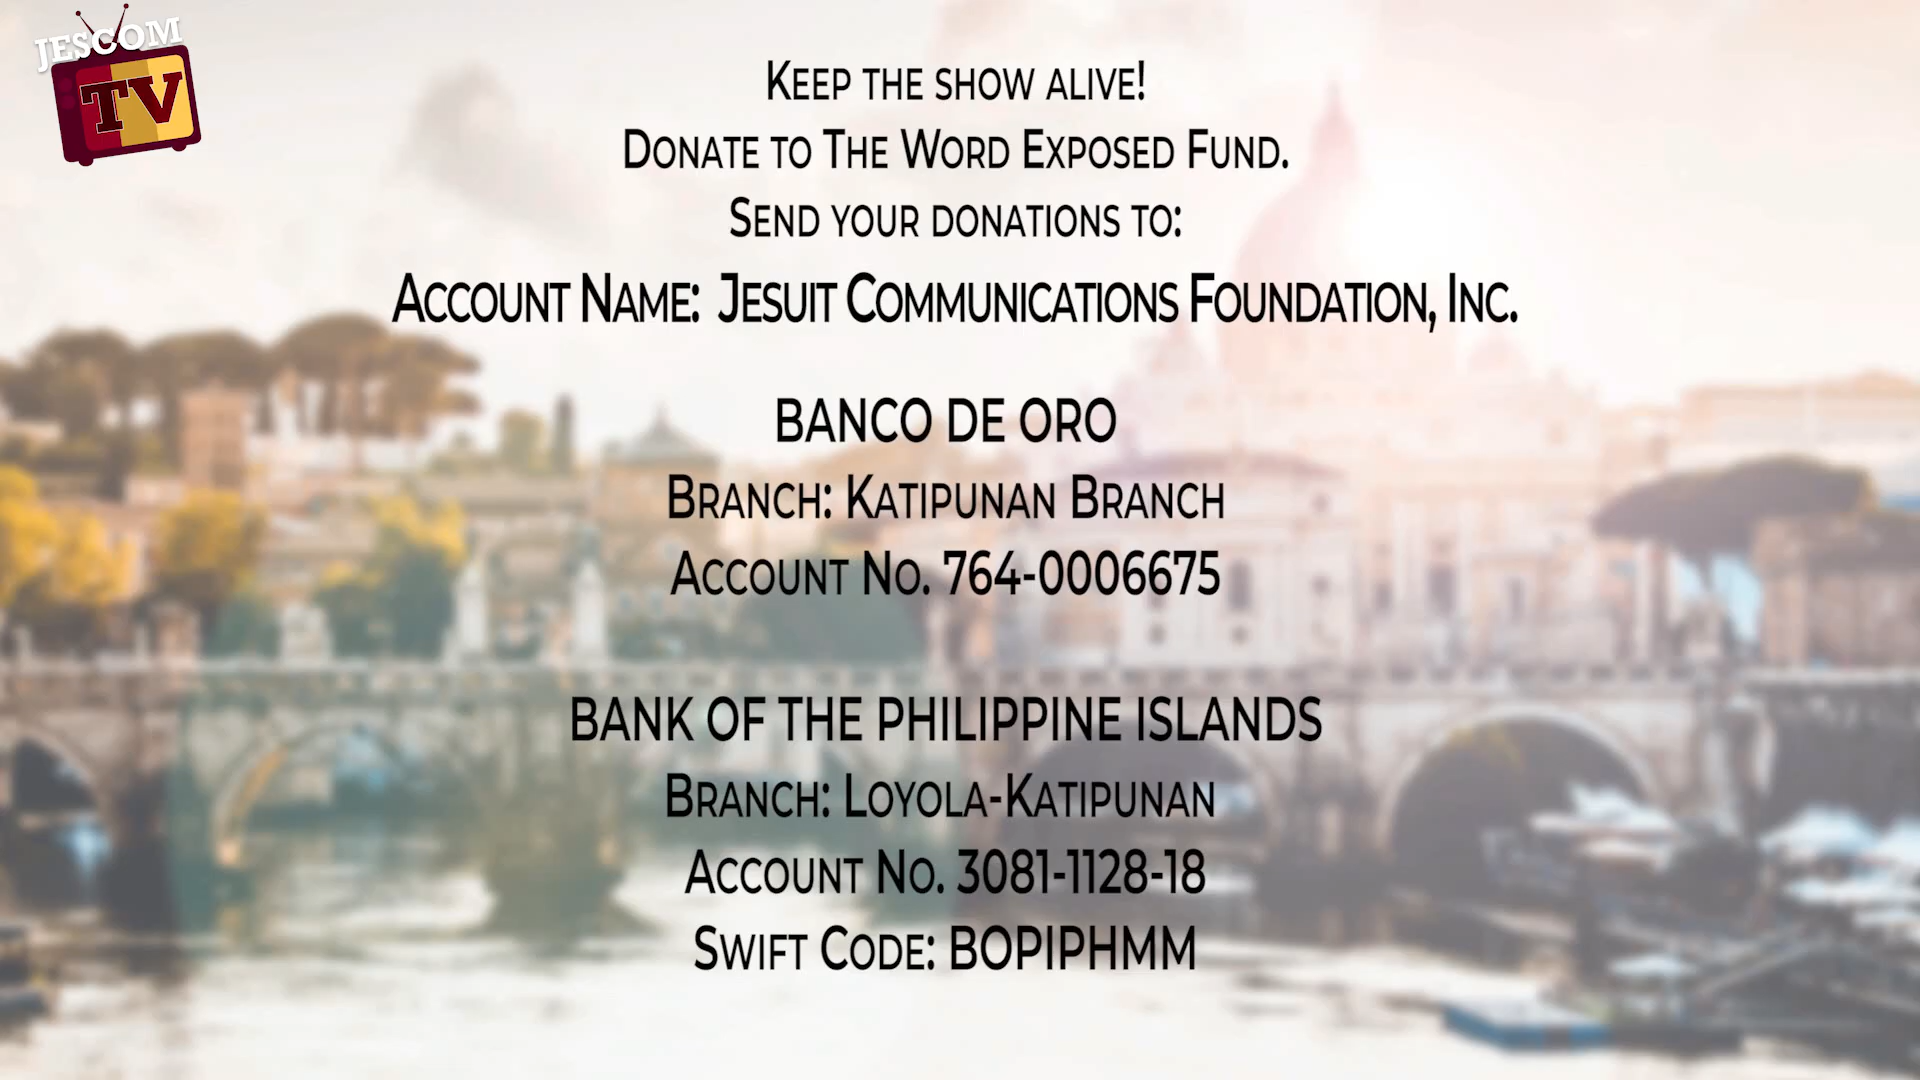 JESCOM
TV
Keep the show alive!
Donate to The Word Exposed Fund.
Send your donations to:
Account Name: Jesuit Communications Foundation, Inc.
BANCO DE ORO
Branch: Katipunan Branch
Account No. 764-0006675
BANK OF THE PHILIPPINE ISLANDS
Branch: Loyola-Katipunan
Account No. 3081-1128-18
Swift Code: BOPIPHMM